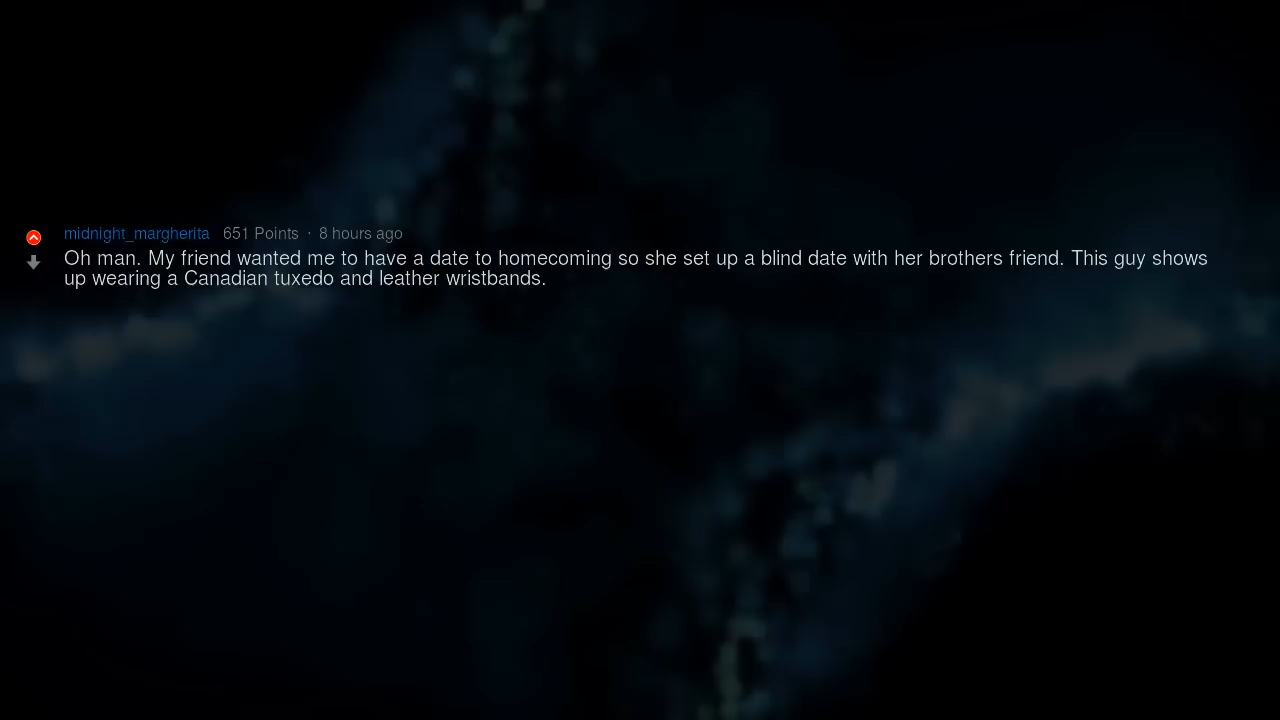 midnight_margherita 651 Points · 8 hours ago
Oh man. My friend wanted me to have a date to homecoming so she set up a blind date with her brothers friend. This guy shows
up wearing a Canadian tuxedo and leather wristbands.